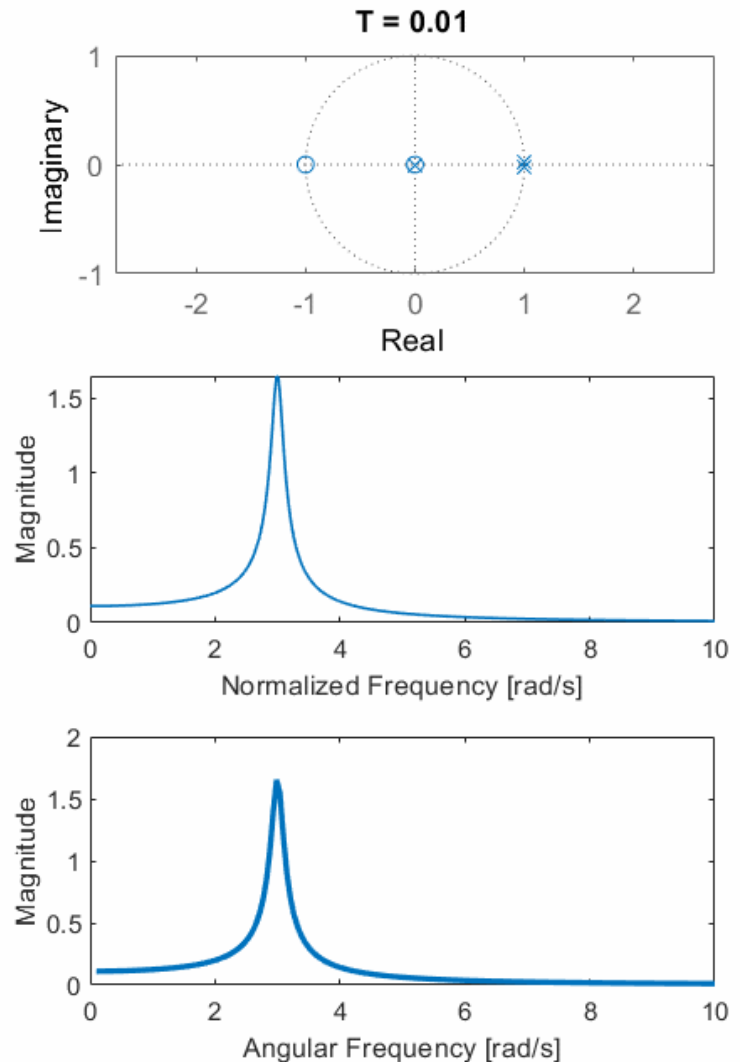 T = 0.01
1
0
-1
Imaginary
-2 -1 0 1 2
Real
1.5
1
0.5
0
Magnitude
0 2 4 6 8 10
Normalized Frequency [rad/s]
2
1.5
1
0.5
0
Magnitude
0 2 4 6 8 10
Angular Frequency [rad/s]